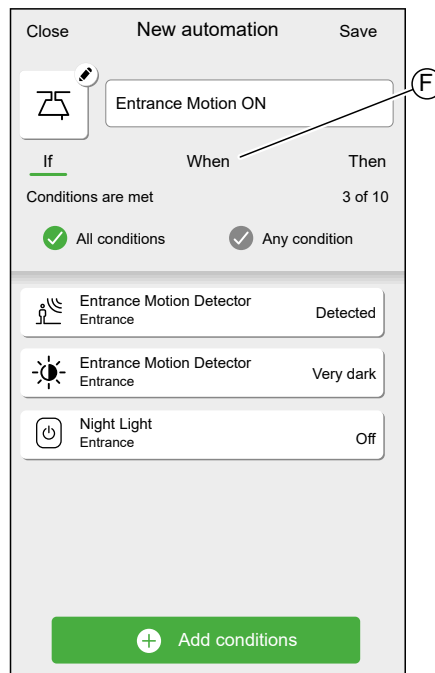 Close New automation Save
Entrance Motion ON
F
If When Then
Conditions are met 3 of 10
All conditions Any condition
Entrance Motion Detector
Entrance Detected
Entrance Motion Detector
Entrance Very dark
Night Light
Entrance Off
Add conditions